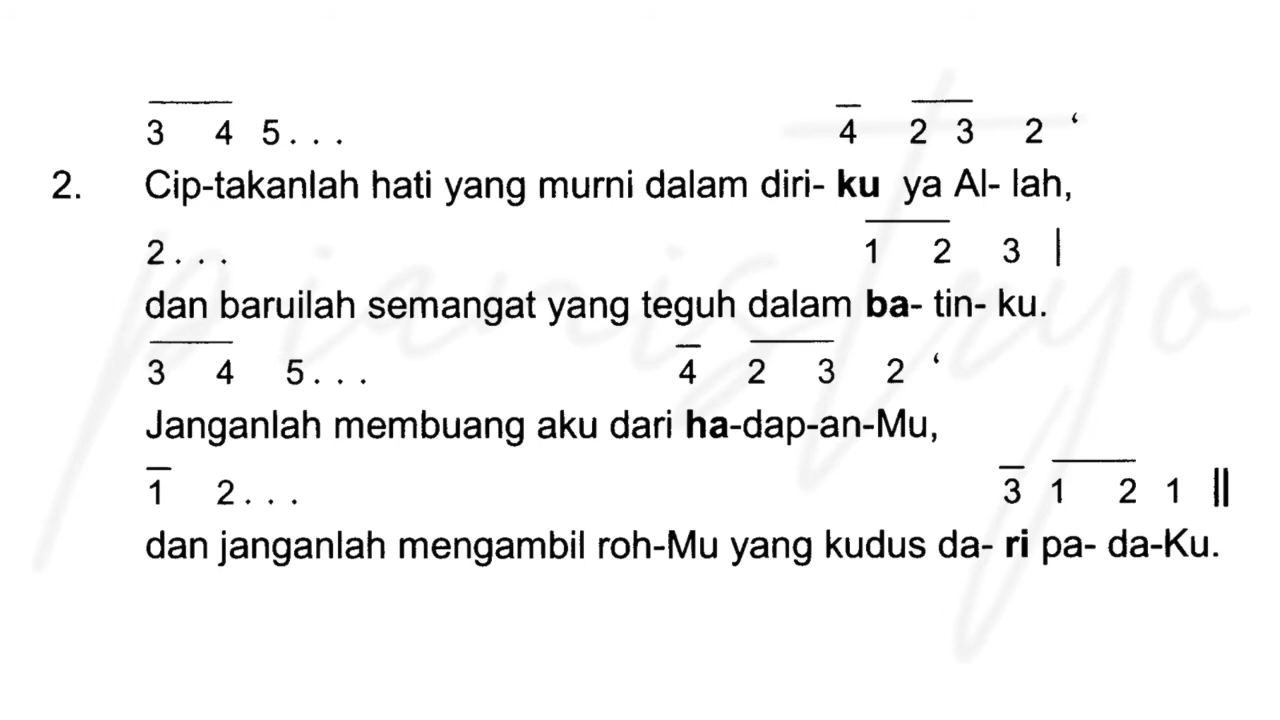 3 4 5 . . . 4 2 3 2 ‘
2. Cip-takanlah hati yang murni dalam diri- ku ya Al- lah,
2 . . . 1 2 3 |
dan baruilah semangat yang teguh dalam ba- tin- ku.
3 4 5 . . . 4 2 3 2 ‘
Janganlah membuang aku dari ha-dap-an-Mu,
1 2 . . . 3 1 2 1 ||
dan janganlah mengambil roh-Mu yang kudus da- ri pa- da-Ku.
pianistryo